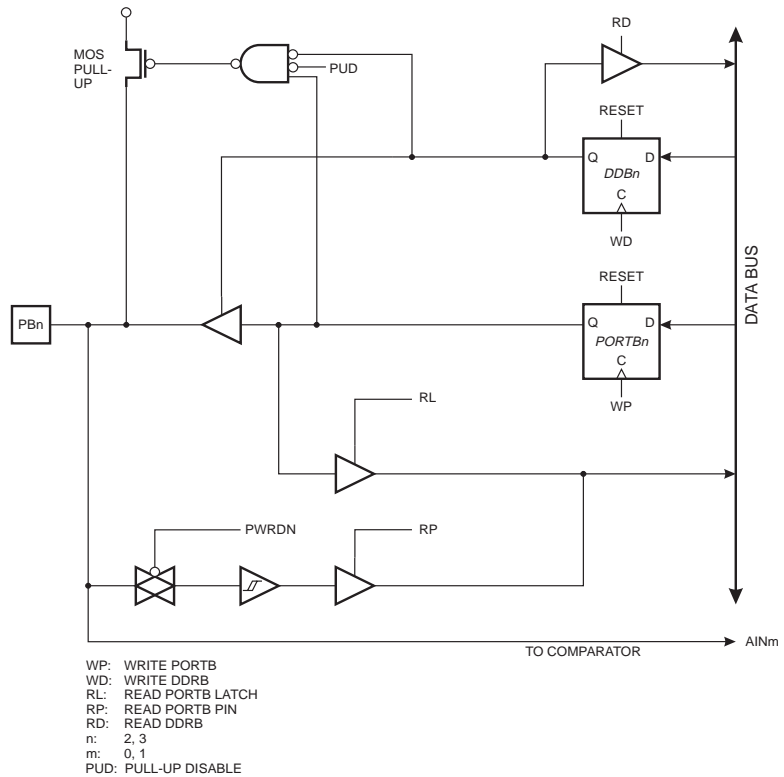 RD
MOS
PULL-
UP
PUD
RESET
Q D
DDBn
C
WD
DATA BUS
RESET
PBn
Q D
PORTBn
C
WP
RL
PWRDN
RP
TO COMPARATOR
AINm
WP: WRITE PORTB
WD: WRITE DDRB
RL: READ PORTB LATCH
RP: READ PORTB PIN
RD: READ DDRB
n: 2, 3
m: 0, 1
PUD: PULL-UP DISABLE